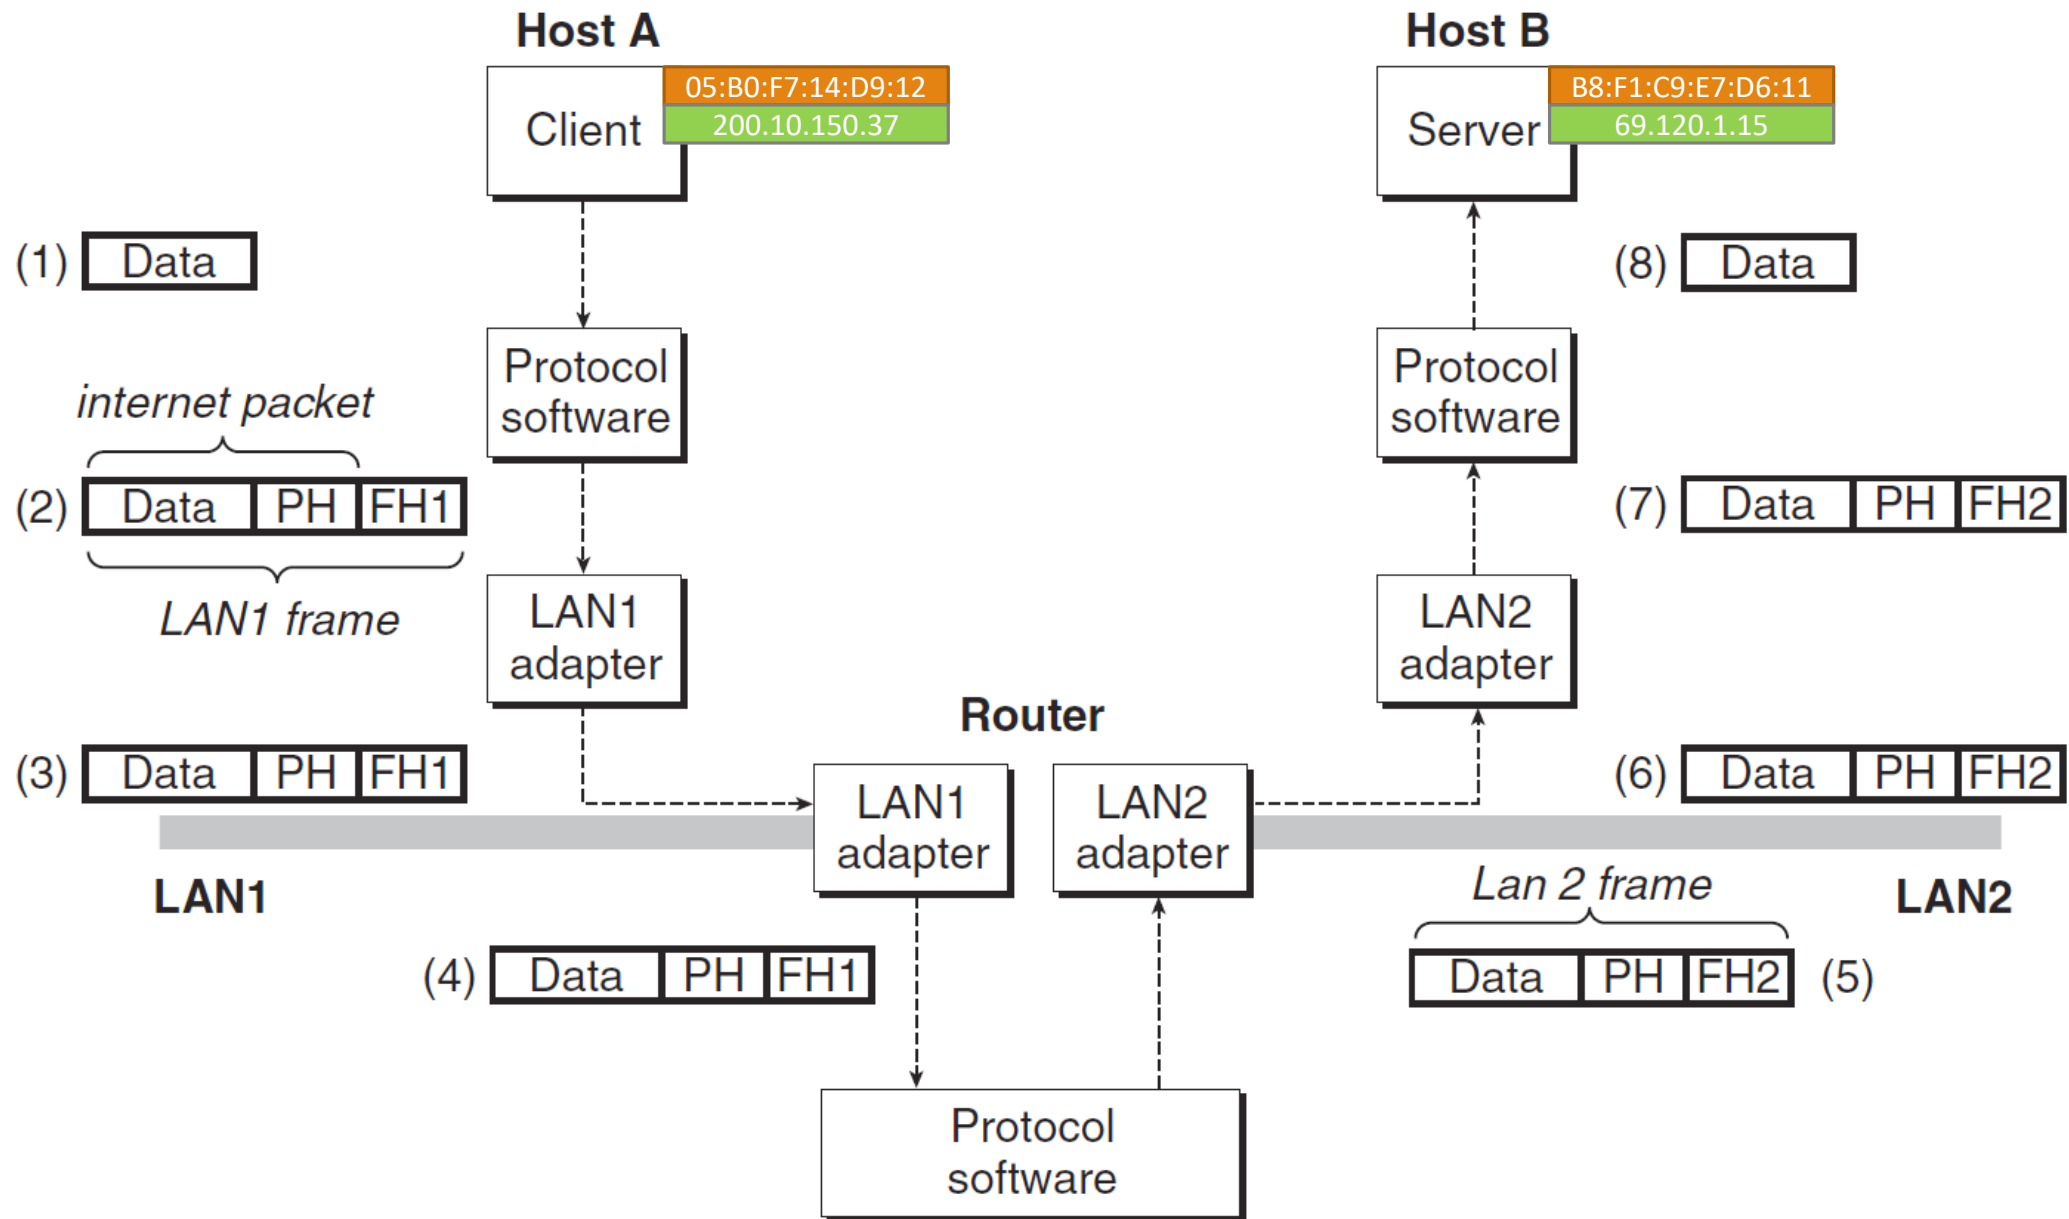 Host A
Host B
Client
05:B0:F7:14:D9:12
200.10.150.37
Server
B8:F1:C9:E7:D6:11
69.120.1.15
(1) Data
(8) Data
Protocol
software
Protocol
software
internet packet
(2) Data PH FH1
LAN1 frame
(7) Data PH FH2
LAN1
adapter
LAN2
adapter
Router
(3) Data PH FH1
(6) Data PH FH2
LAN1
adapter
LAN2
adapter
LAN1
Lan 2 frame
LAN2
(4) Data PH FH1
Data PH FH2 (5)
Protocol
software